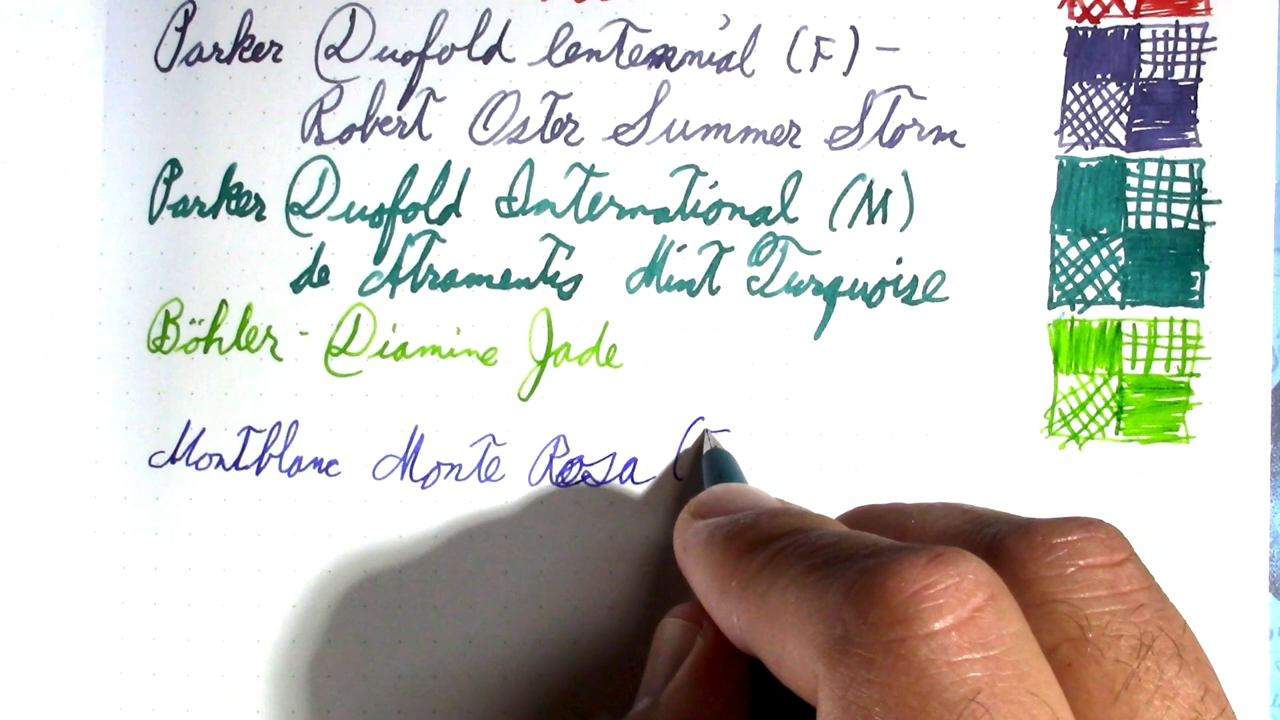 Parker Duofold Centennial (F) -
Robert Oster Summer Storm
Parker Duofold International (M)
de Atramentis Mint Turquoise
Böhler - Diamine Jade
Montblanc Monte Rosa (